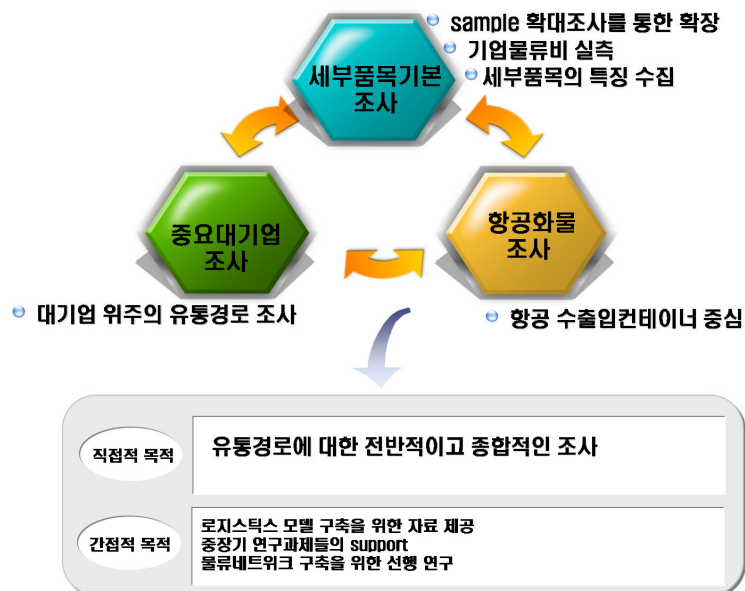 sample 확대조사를 통한 확장
기업물류비 실측
세부품목의 특징 수집
세부품목기본
조사
중요대기업
조사
항공화물
조사
대기업 위주의 유통경로 조사
항공 수출입컨테이너 중심
직접적 목적
유통경로에 대한 전반적이고 종합적인 조사
간접적 목적
로지스틱스 모델 구축을 위한 자료 제공
중장기 연구과제들의 support
물류네트워크 구축을 위한 선행 연구